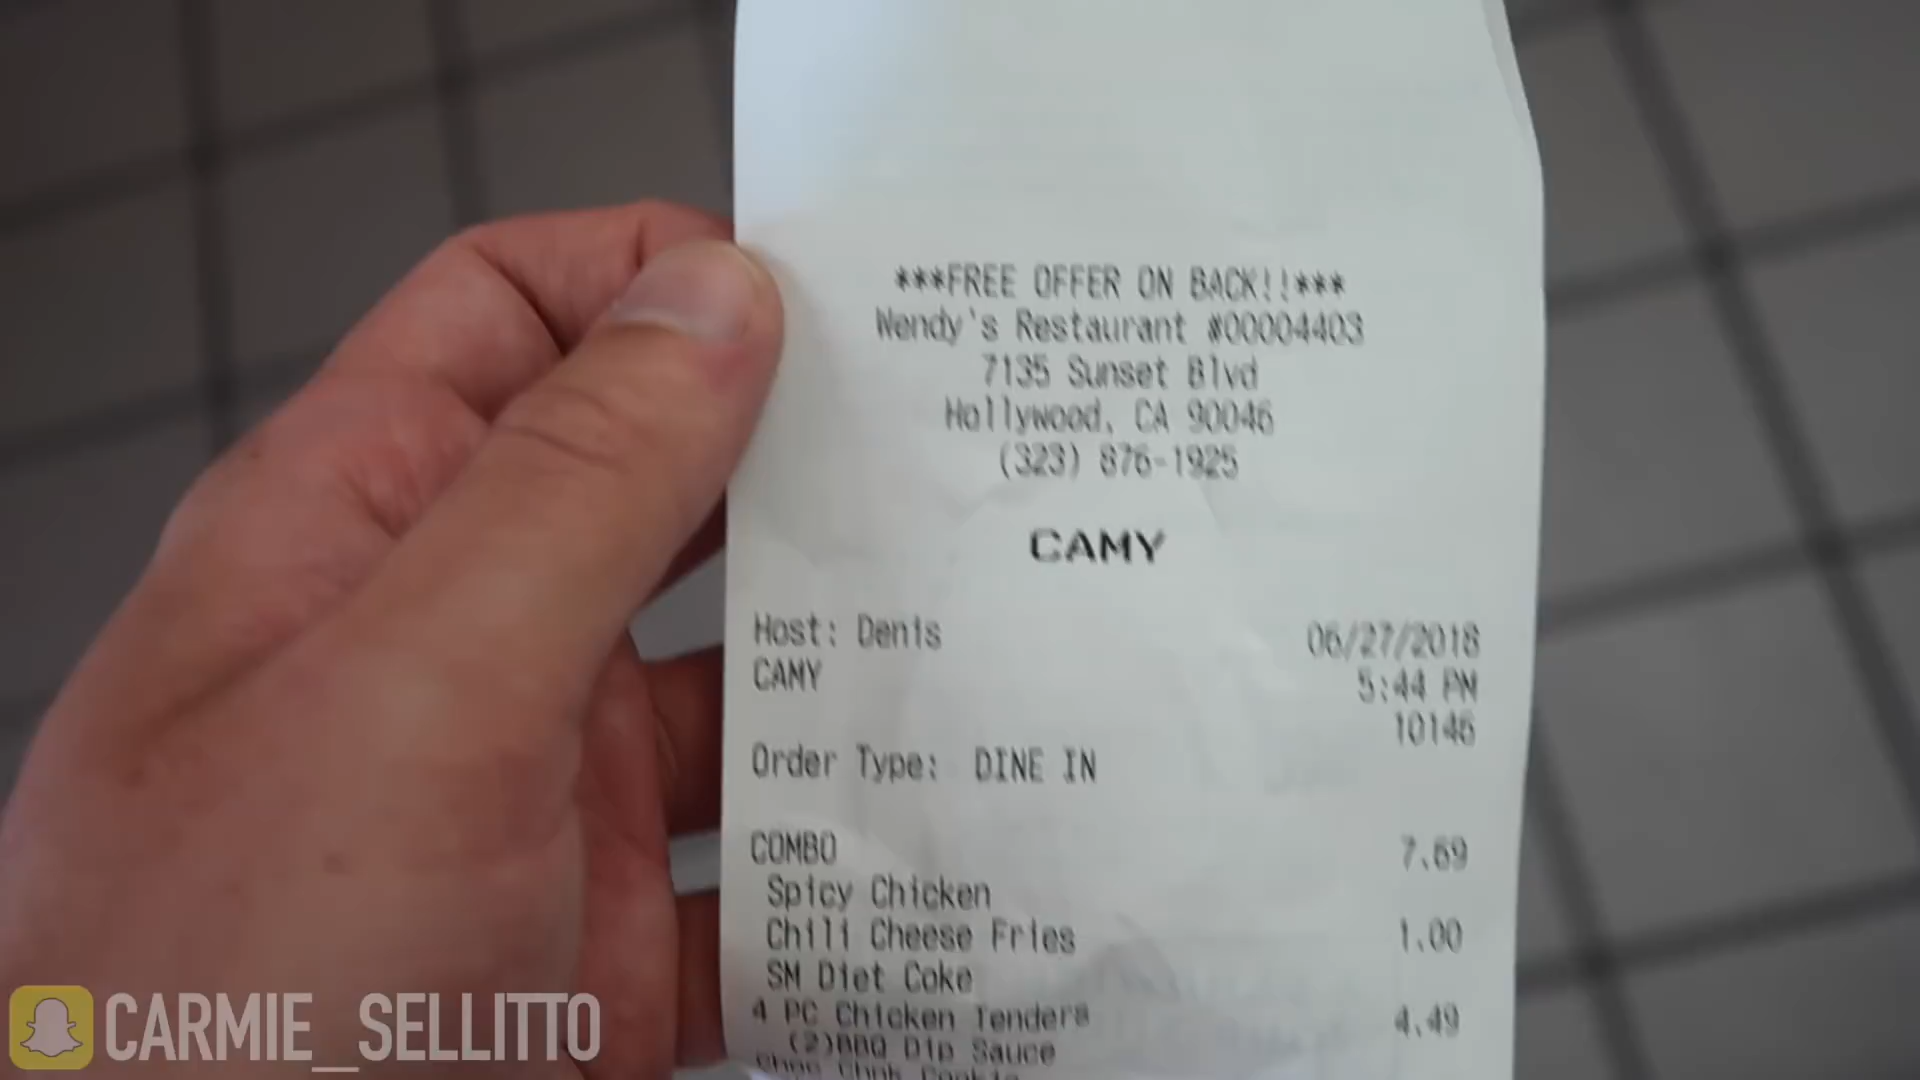 ***FREE OFFER ON BACK!!***
Wendy's Restaurant #00004403
7135 Sunset Blvd
Hollywood, CA 90046
(323) 876-1925
CAMY
Host: Denis 06/27/2018
CAMY 5:44 PM
10146
Order Type: DINE IN
COMBO 7.69
Spicy Chicken
Chili Cheese Fries 1.00
SM Diet Coke
4 PC Chicken Tenders 4.49
(2)BBQ Dip Sauce
CARMIE_SELLITTO